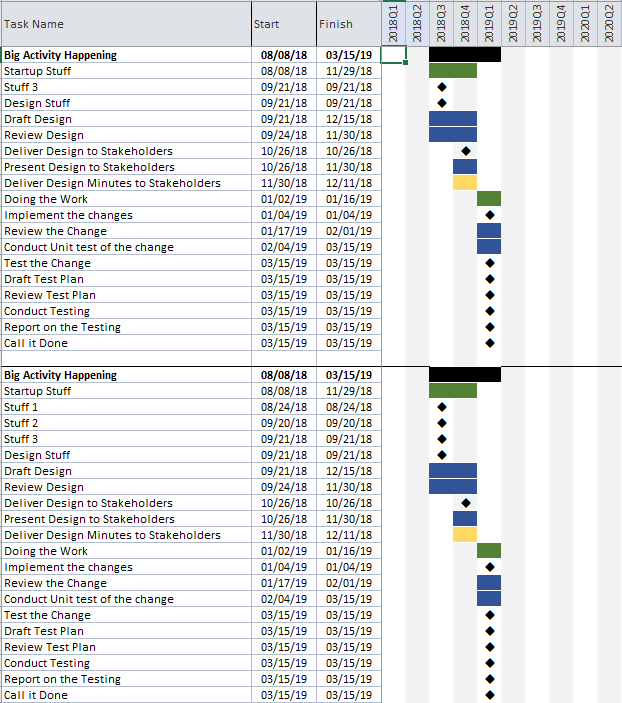 Task Name Start Finish 2018Q1 2018Q2 2018Q3 2018Q4 2019Q1 2019Q2 2019Q3 2019Q4 2020Q1 2020Q2
Big Activity Happening 08/08/18 03/15/19
Startup Stuff 08/08/18 11/29/18
Stuff 3 09/21/18 09/21/18
Design Stuff 09/21/18 09/21/18
Draft Design 09/21/18 12/15/18
Review Design 09/24/18 11/30/18
Deliver Design to Stakeholders 10/26/18 10/26/18
Present Design to Stakeholders 10/26/18 11/30/18
Deliver Design Minutes to Stakeholders 11/30/18 12/11/18
Doing the Work 01/02/19 01/16/19
Implement the changes 01/04/19 01/04/19
Review the Change 01/17/19 02/01/19
Conduct Unit test of the change 02/04/19 03/15/19
Test the Change 03/15/19 03/15/19
Draft Test Plan 03/15/19 03/15/19
Review Test Plan 03/15/19 03/15/19
Conduct Testing 03/15/19 03/15/19
Report on the Testing 03/15/19 03/15/19
Call it Done 03/15/19 03/15/19
Big Activity Happening 08/08/18 03/15/19
Startup Stuff 08/08/18 11/29/18
Stuff 1 08/24/18 08/24/18
Stuff 2 09/20/18 09/20/18
Stuff 3 09/21/18 09/21/18
Design Stuff 09/21/18 09/21/18
Draft Design 09/21/18 12/15/18
Review Design 09/24/18 11/30/18
Deliver Design to Stakeholders 10/26/18 10/26/18
Present Design to Stakeholders 10/26/18 11/30/18
Deliver Design Minutes to Stakeholders 11/30/18 12/11/18
Doing the Work 01/02/19 01/16/19
Implement the changes 01/04/19 01/04/19
Review the Change 01/17/19 02/01/19
Conduct Unit test of the change 02/04/19 03/15/19
Test the Change 03/15/19 03/15/19
Draft Test Plan 03/15/19 03/15/19
Review Test Plan 03/15/19 03/15/19
Conduct Testing 03/15/19 03/15/19
Report on the Testing 03/15/19 03/15/19
Call it Done 03/15/19 03/15/19